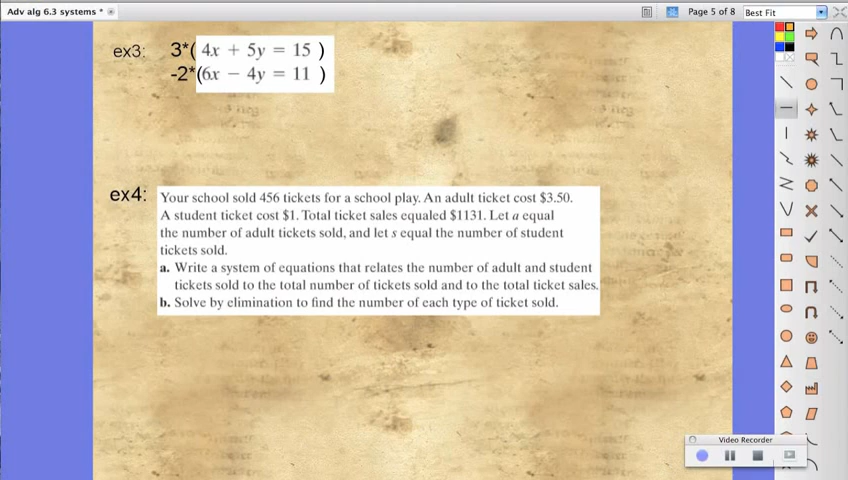 Adv alg 6.3 systems *
Page 5 of 8
Best Fit
ex3: 3*( 4x + 5y = 15 )
-2*(6x − 4y = 11 )
ex4: Your school sold 456 tickets for a school play. An adult ticket cost $3.50.
A student ticket cost $1. Total ticket sales equaled $1131. Let a equal
the number of adult tickets sold, and let s equal the number of student
tickets sold.
a. Write a system of equations that relates the number of adult and student
tickets sold to the total number of tickets sold and to the total ticket sales.
b. Solve by elimination to find the number of each type of ticket sold.
Video Recorder